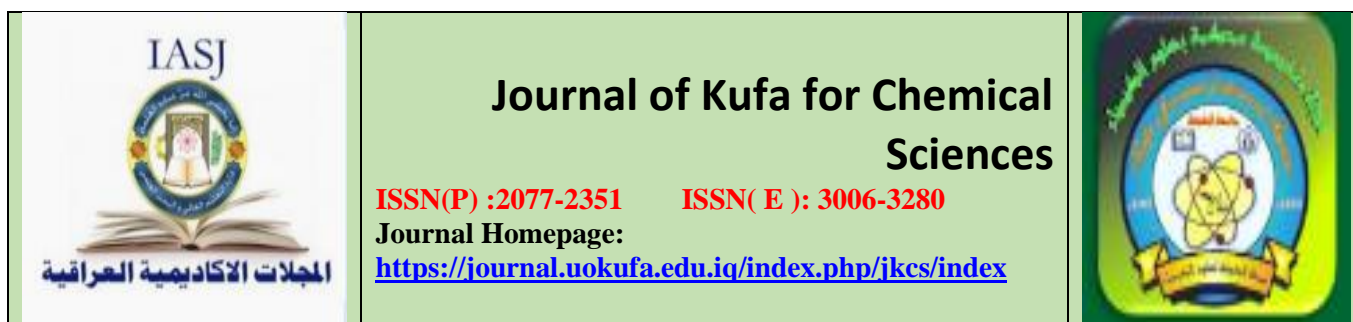 IASJ
المجلات الاكاديمية العراقية
Journal of Kufa for Chemical
Sciences
ISSN(P) :2077-2351 ISSN( E ): 3006-3280
Journal Homepage:
https://journal.uokufa.edu.iq/index.php/jkcs/index